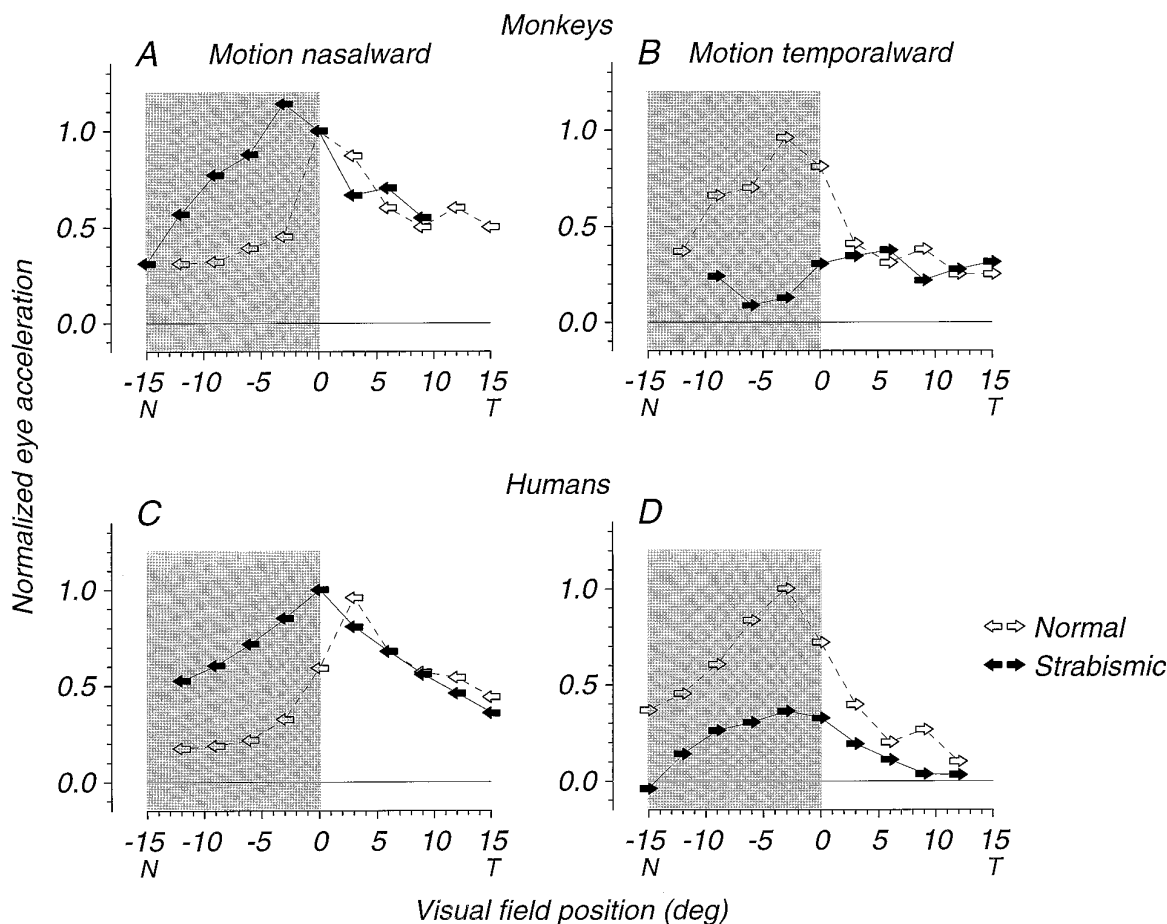 Monkeys
A Motion nasalward
B Motion temporalward
1.0
0.5
0.0
-15 -10 -5 0 5 10 15
N T
1.0
0.5
0.0
-15 -10 -5 0 5 10 15
N T
Normalized eye acceleration
Humans
C
D
1.0
0.5
0.0
-15 -10 -5 0 5 10 15
N T
1.0
0.5
0.0
-15 -10 -5 0 5 10 15
N T
Normal
Strabismic
Visual field position (deg)